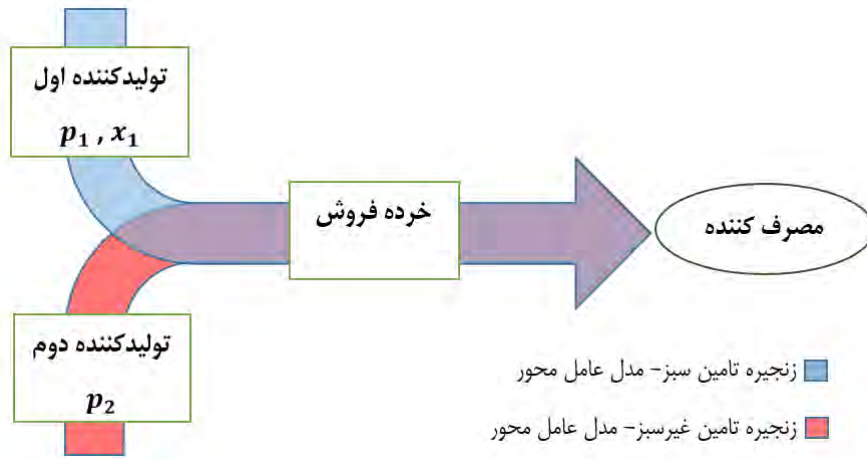 تولیدکننده اول
p₁ , x₁
خرده فروش
مصرف کننده
تولیدکننده دوم
p₂
زنجیره تامین سبز- مدل عامل محور
زنجیره تامین غیرسبز- مدل عامل محور